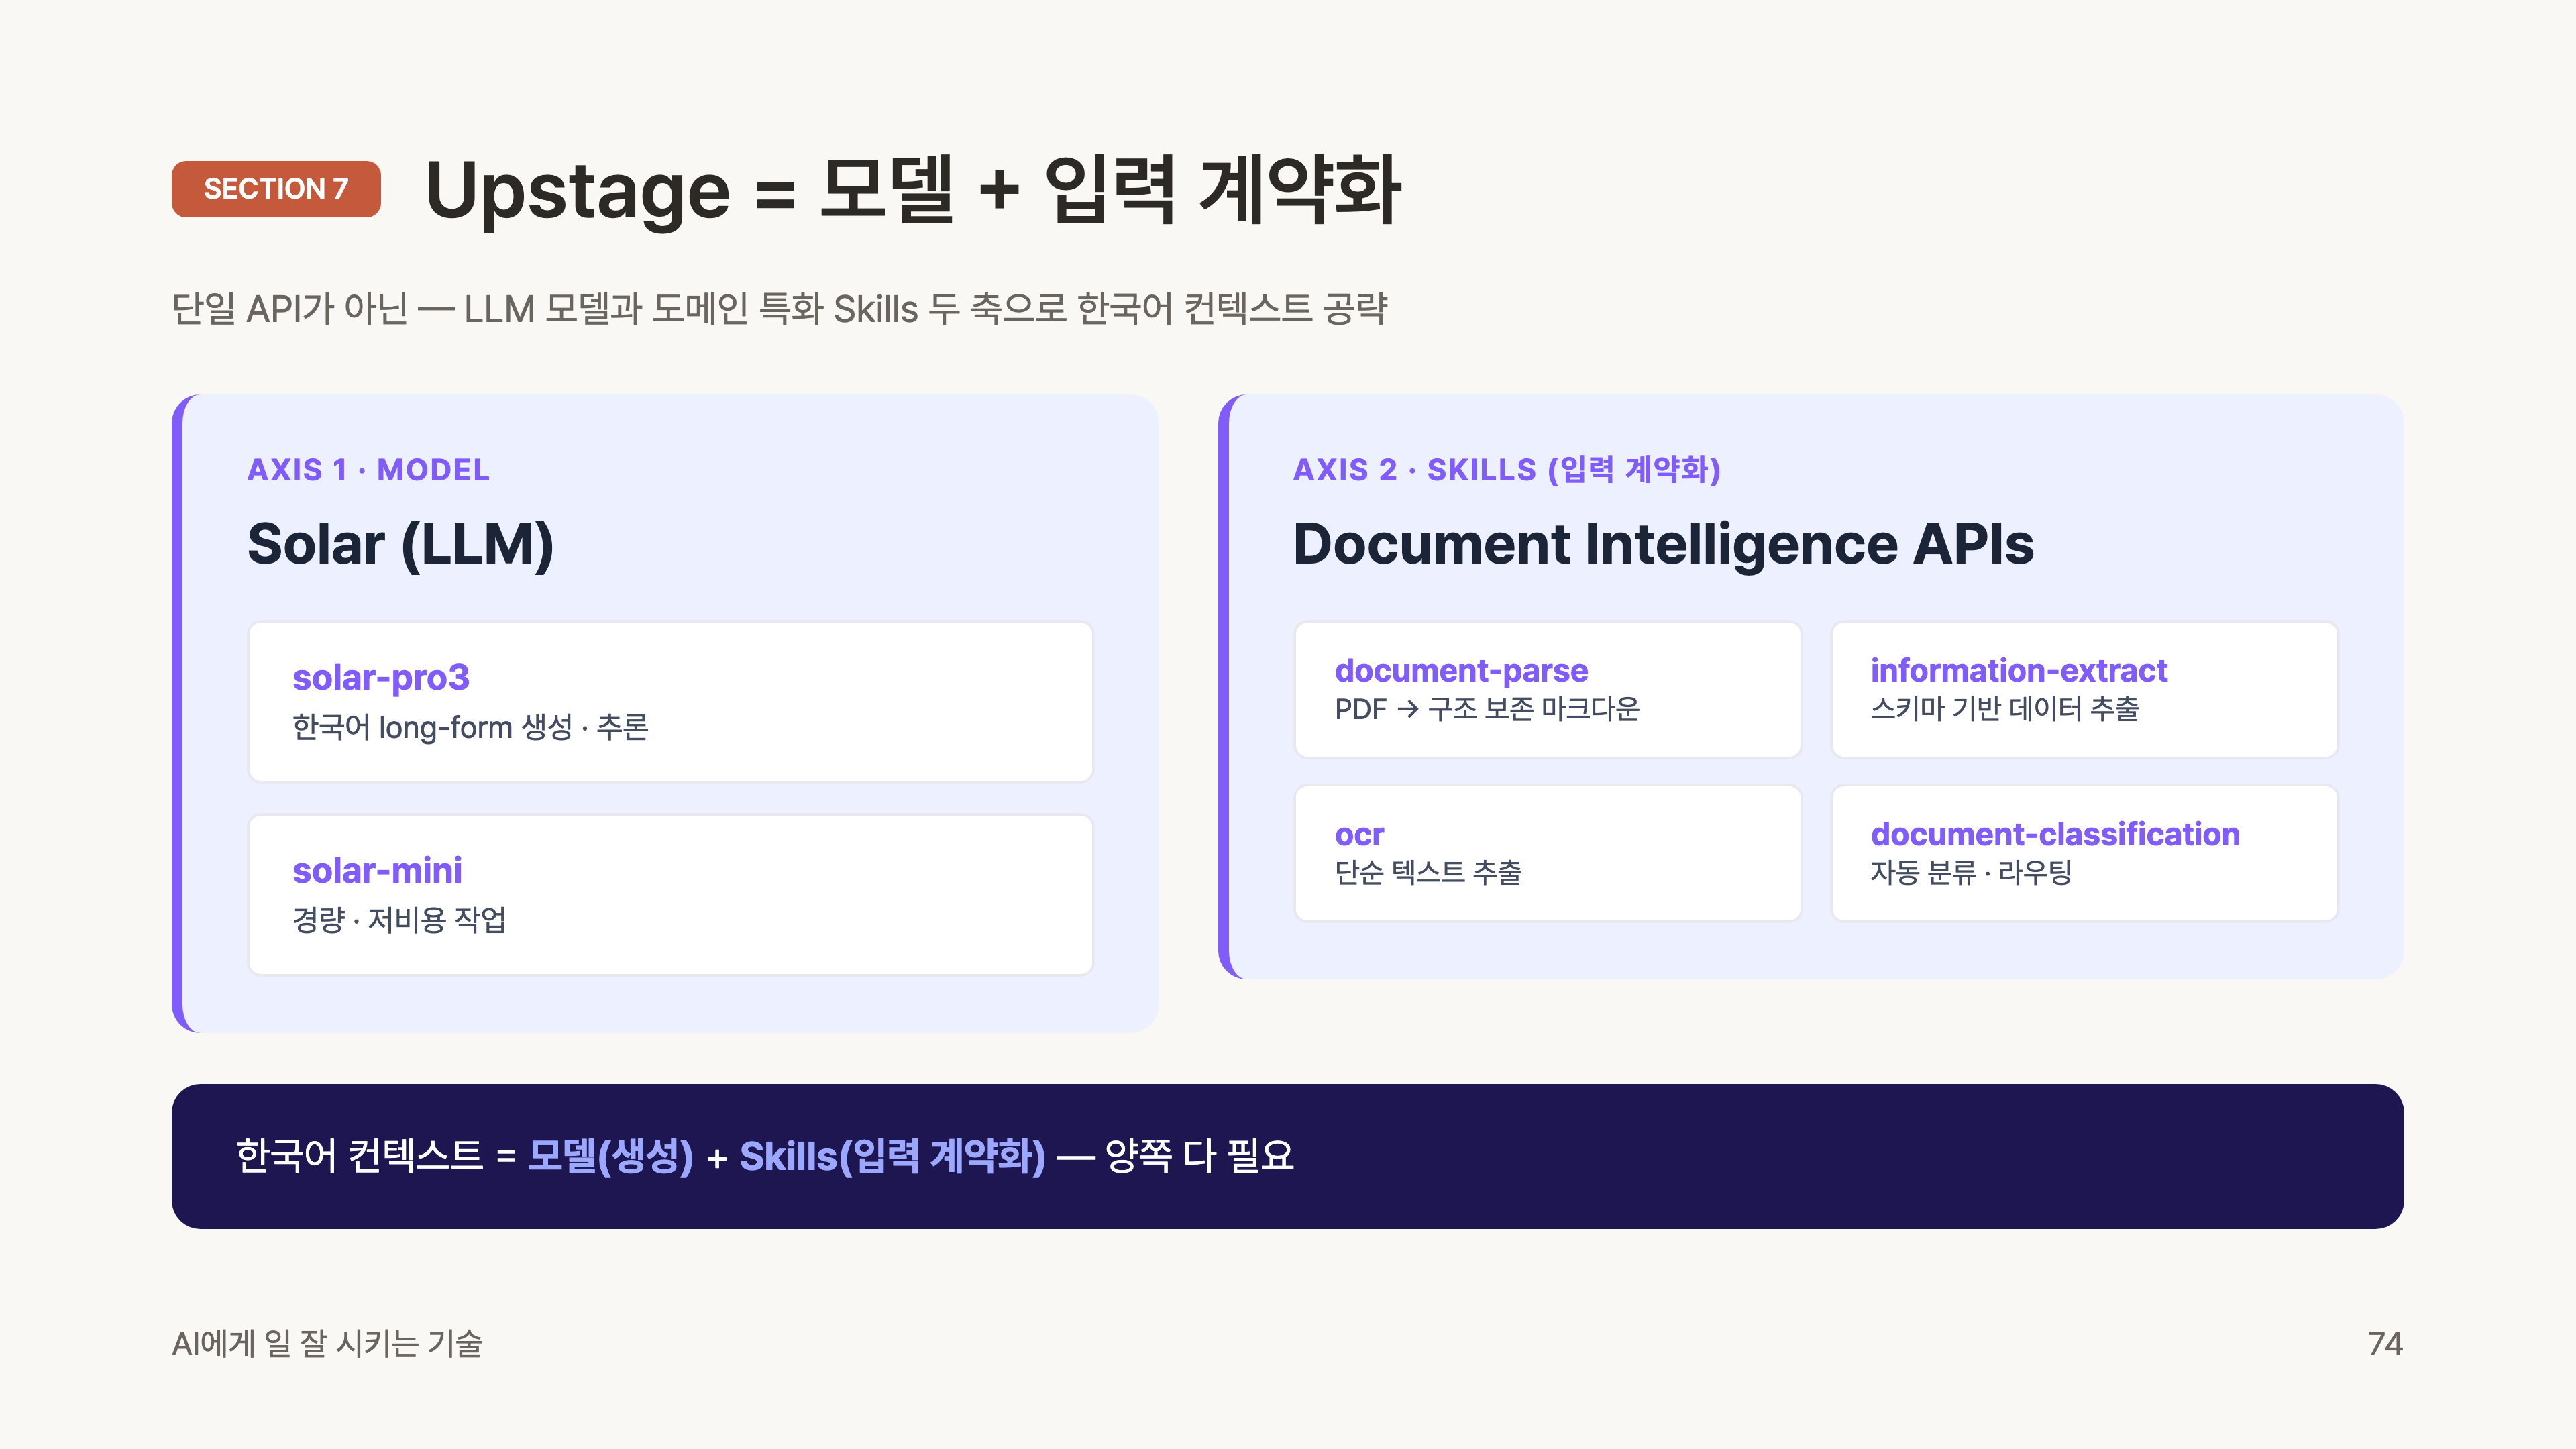 SECTION 7
Upstage = 모델 + 입력 계약화
단일 API가 아닌 — LLM 모델과 도메인 특화 Skills 두 축으로 한국어 컨텍스트 공략
AXIS 1 · MODEL
Solar (LLM)
solar-pro3
한국어 long-form 생성 · 추론
solar-mini
경량 · 저비용 작업
AXIS 2 · SKILLS (입력 계약화)
Document Intelligence APIs
document-parse
PDF → 구조 보존 마크다운
information-extract
스키마 기반 데이터 추출
ocr
단순 텍스트 추출
document-classification
자동 분류 · 라우팅
한국어 컨텍스트 = 모델(생성) + Skills(입력 계약화) — 양쪽 다 필요
AI에게 일 잘 시키는 기술
74